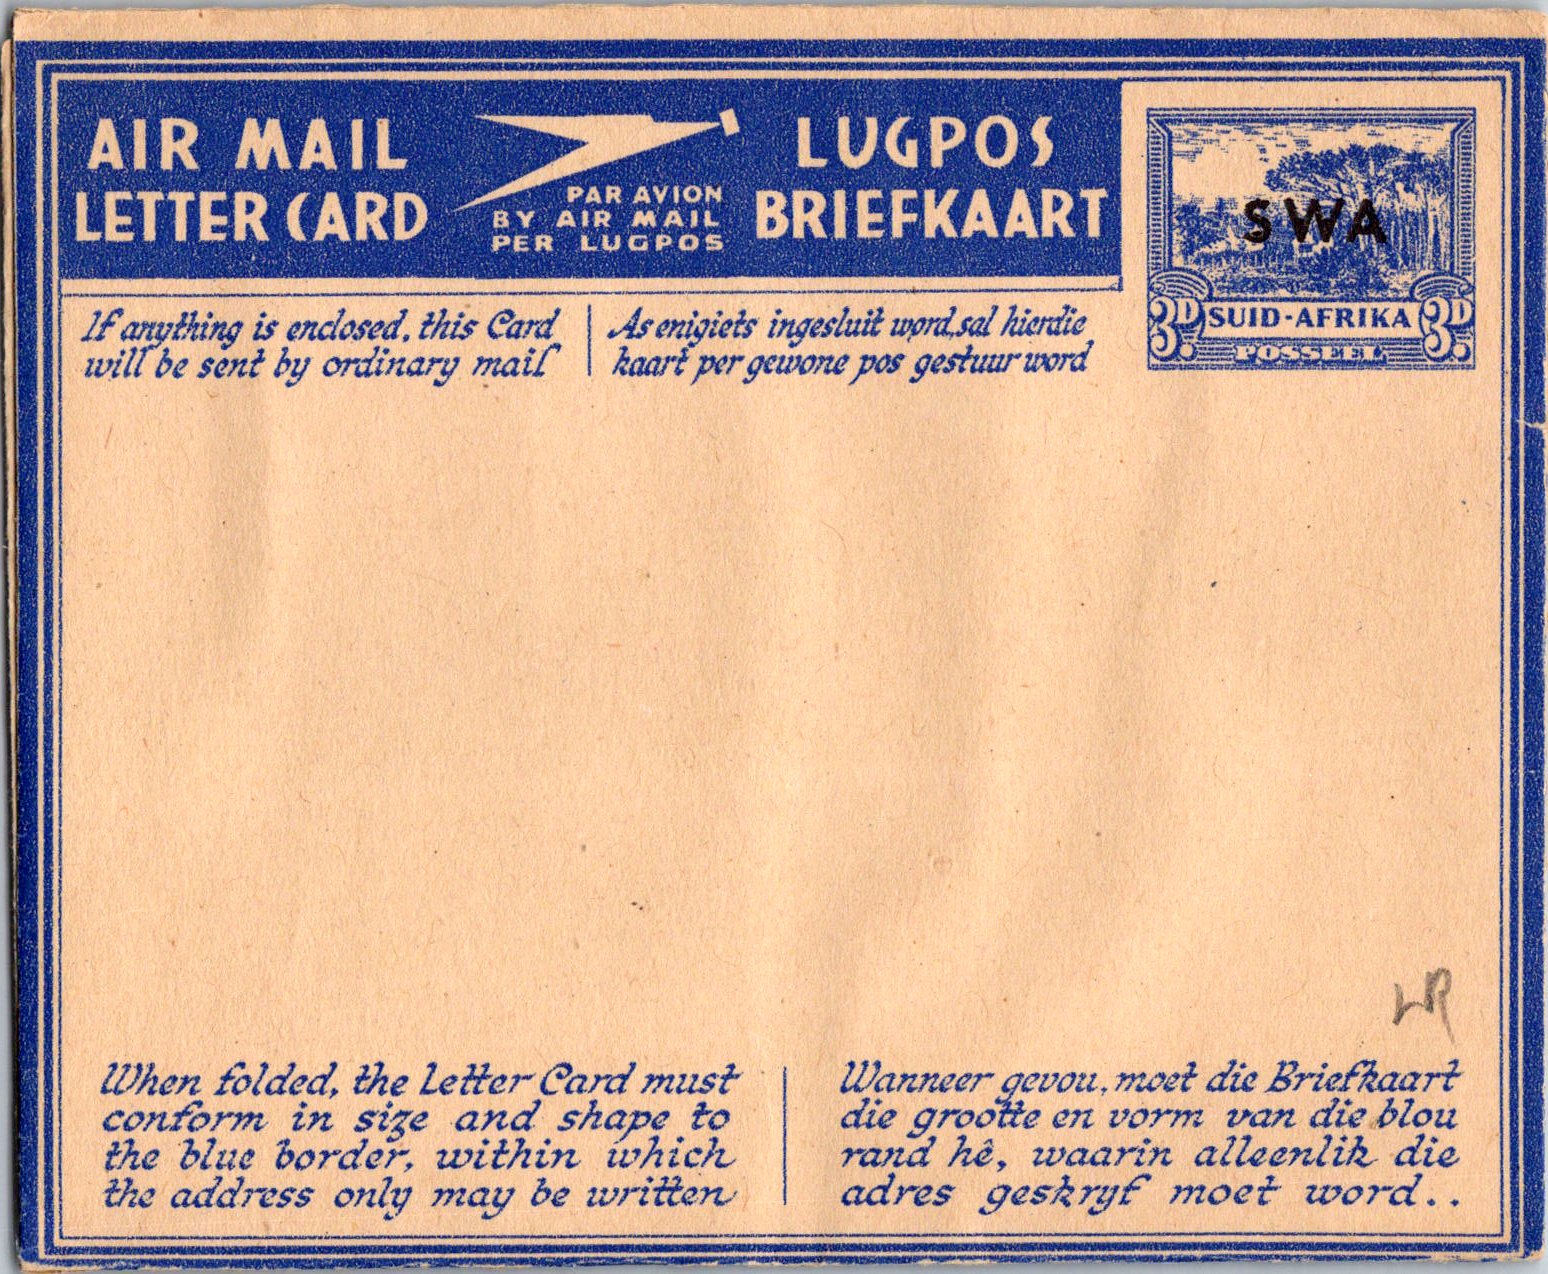 AIR MAIL
LETTER CARD
PAR AVION
BY AIR MAIL
PER LUGPOS
LUGPOS
BRIEFKAART
SWA
3D.
SUID-AFRIKA
3D.
POSSEEL
If anything is enclosed, this Card
will be sent by ordinary mail
As enigiets ingesluit word, sal hierdie
kaart per gewone pos gestuur word
WR
When folded, the Letter Card must
conform in size and shape to
the blue border, within which
the address only may be written
Wanneer gevou, moet die Briefkaart
die grootte en vorm van die blou
rand hê, waarin alleenlik die
adres geskryf moet word..